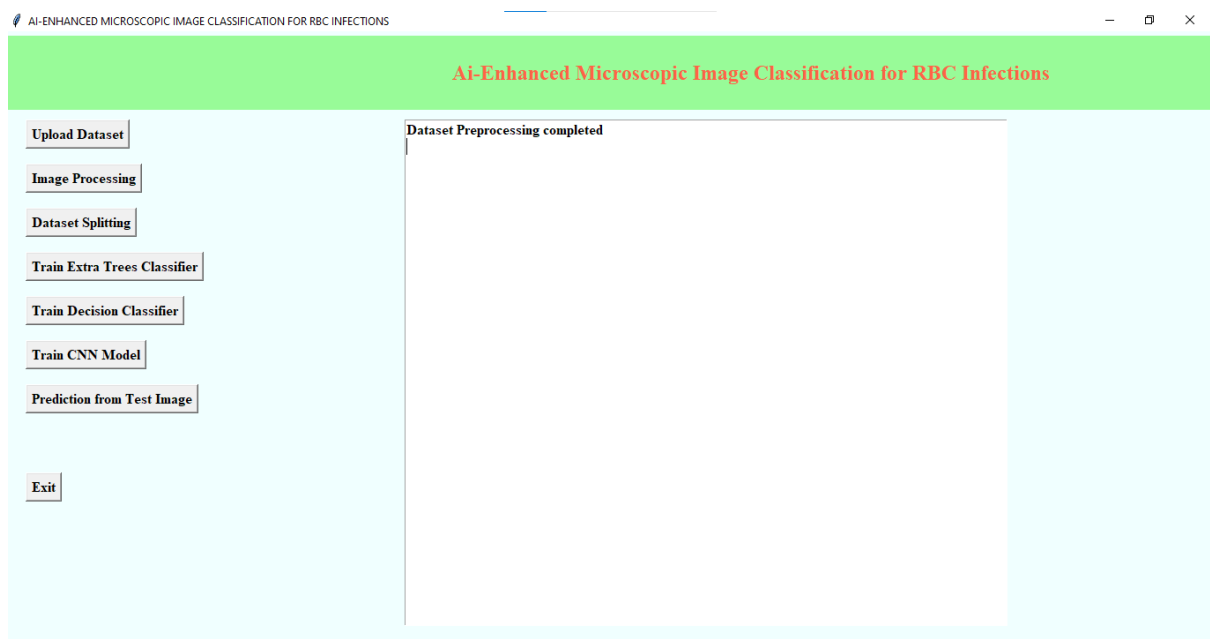 AI-ENHANCED MICROSCOPIC IMAGE CLASSIFICATION FOR RBC INFECTIONS
Ai-Enhanced Microscopic Image Classification for RBC Infections
Upload Dataset
Image Processing
Dataset Splitting
Train Extra Trees Classifier
Train Decision Classifier
Train CNN Model
Prediction from Test Image
Exit
Dataset Preprocessing completed